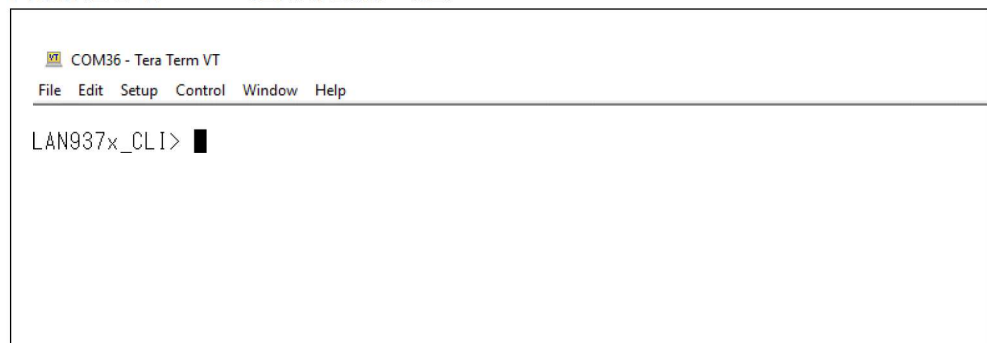 COM36 - Tera Term VT
File Edit Setup Control Window Help
LAN937x_CLI>